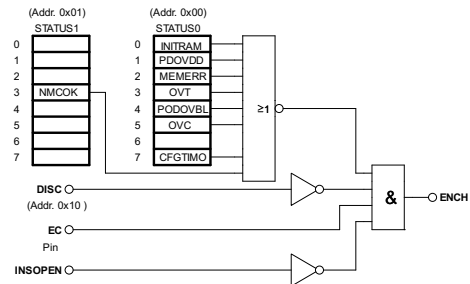 (Addr. 0x01) (Addr. 0x00)
STATUS1 STATUS0
0 0 INITRAM
1 1 PDOVDD
2 2 MEMERR
3 NMCOK 3 OVT
4 4 PODOVBL
5 5 OVC
6 6
7 7 CFGTIMO
≥1
DISC
(Addr. 0x10 )
& ENCH
EC
Pin
INSOPEN